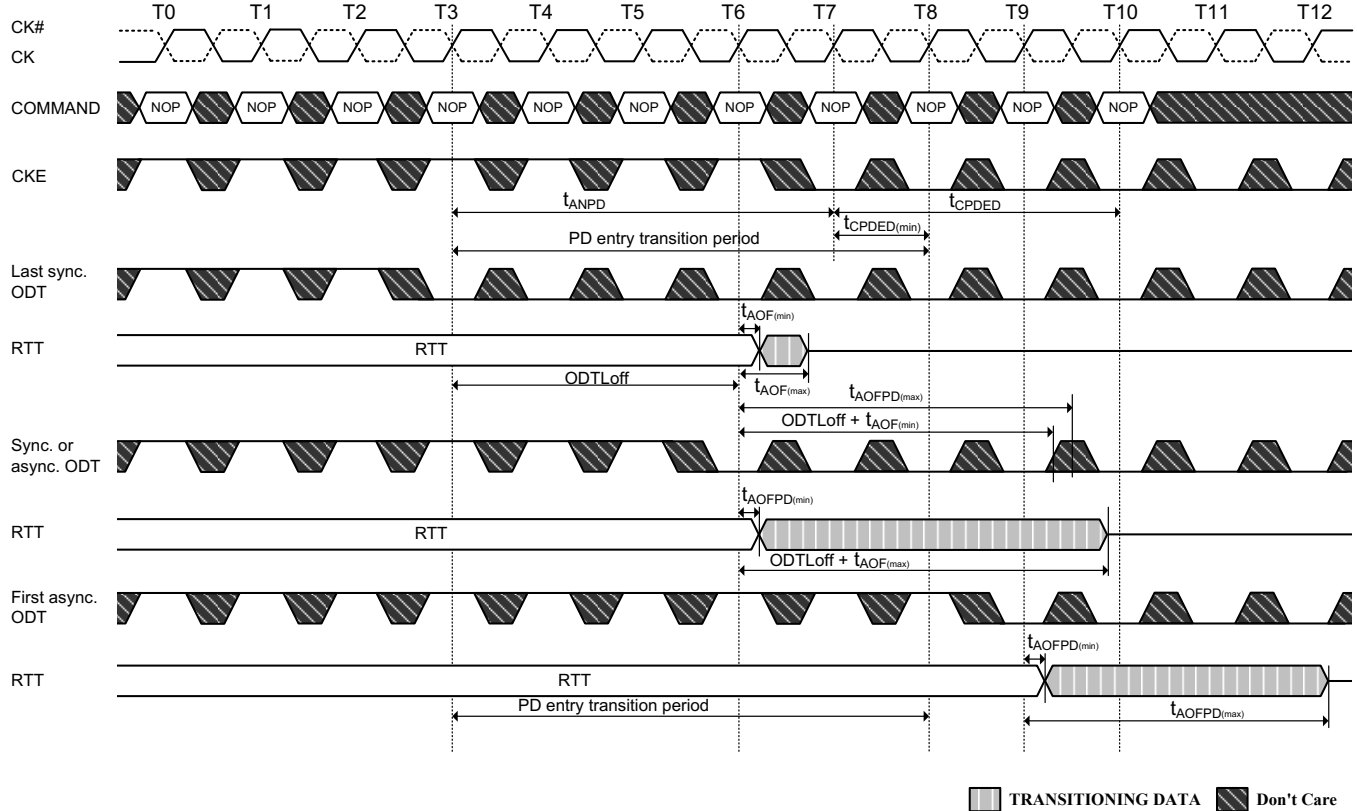 T0 T1 T2 T3 T4 T5 T6 T7 T8 T9 T10 T11 T12
CK#
CK
COMMAND NOP NOP NOP NOP NOP NOP NOP NOP NOP NOP NOP
CKE
tANPD tCPDED
tCPDED(min)
PD entry transition period
Last sync.
ODT
tAOF(min)
RTT RTT
ODTLoff tAOF(max)
tAOFPD(max)
ODTLoff + tAOF(min)
Sync. or
async. ODT
tAOFPD(min)
RTT RTT
ODTLoff + tAOF(max)
First async.
ODT
tAOFPD(min)
RTT RTT
PD entry transition period
tAOFPD(max)
TRANSITIONING DATA Don't Care